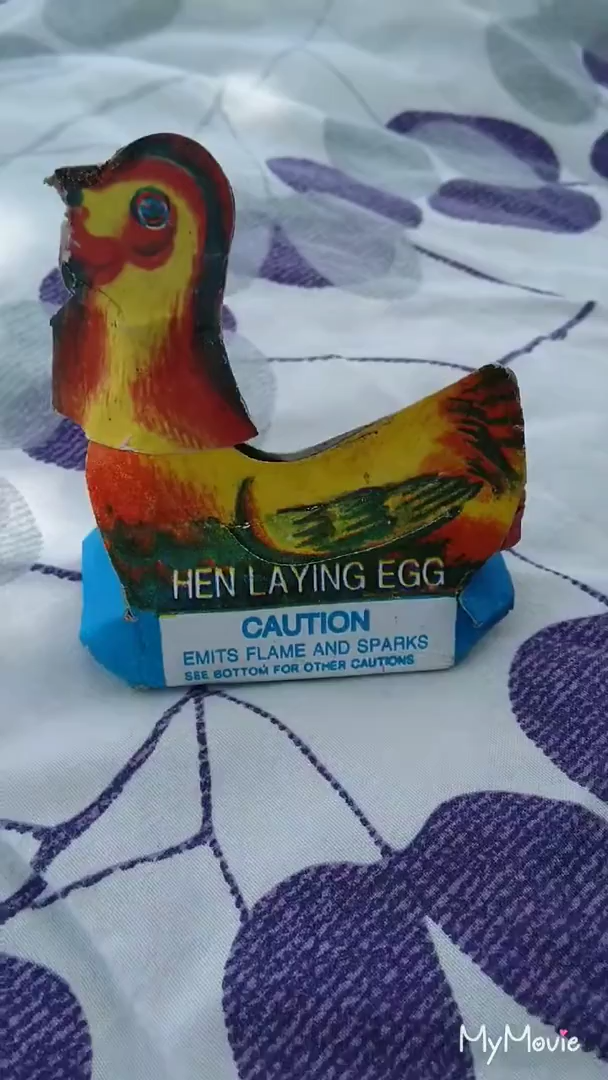 HEN LAYING EGG
CAUTION
EMITS FLAME AND SPARKS
SEE BOTTOM FOR OTHER CAUTIONS
MyMovie